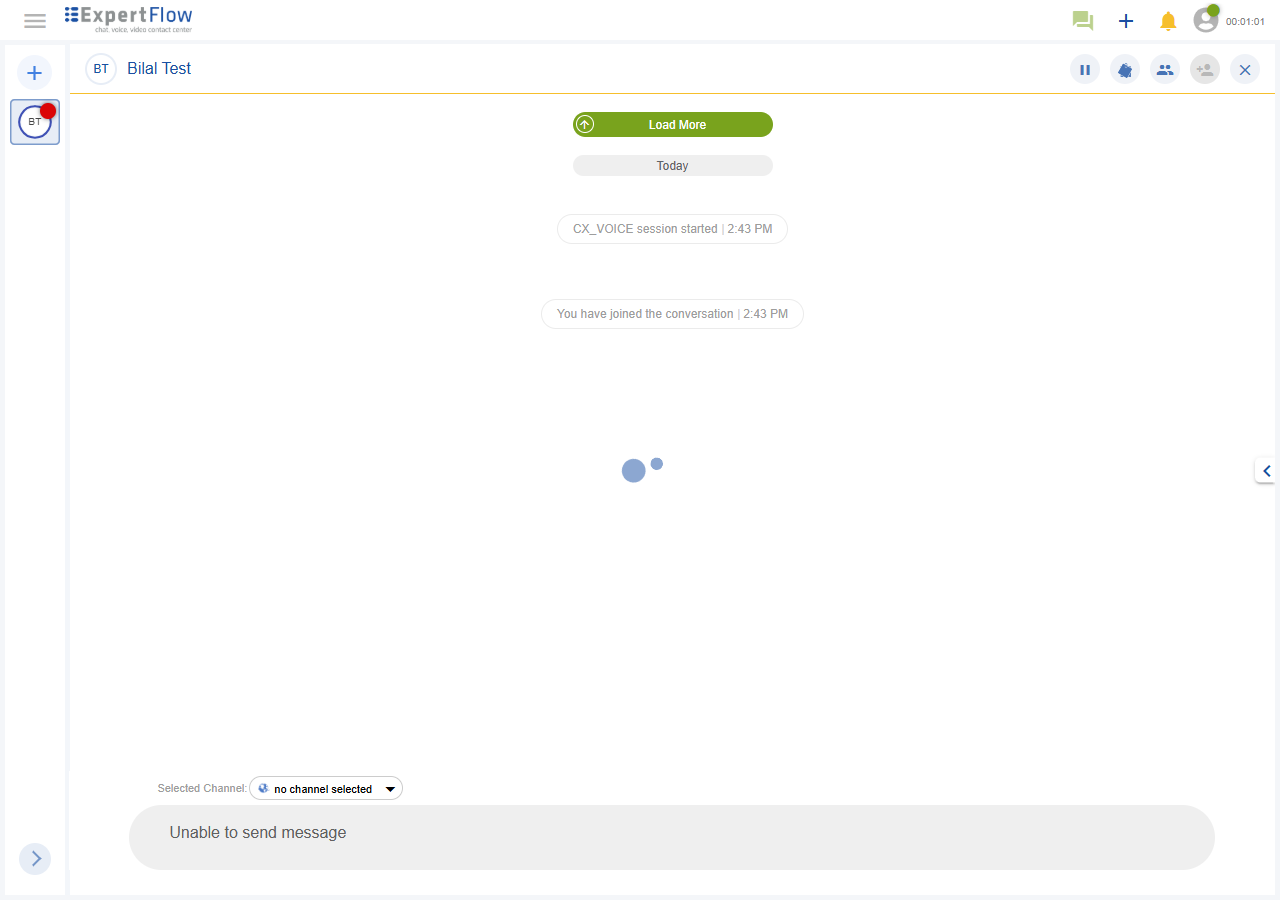 ExpertFlow
chat, voice, video contact center
00:01:01
BT
Bilal Test
BT
Load More
Today
CX_VOICE session started | 2:43 PM
You have joined the conversation | 2:43 PM
Selected Channel:
no channel selected
Unable to send message